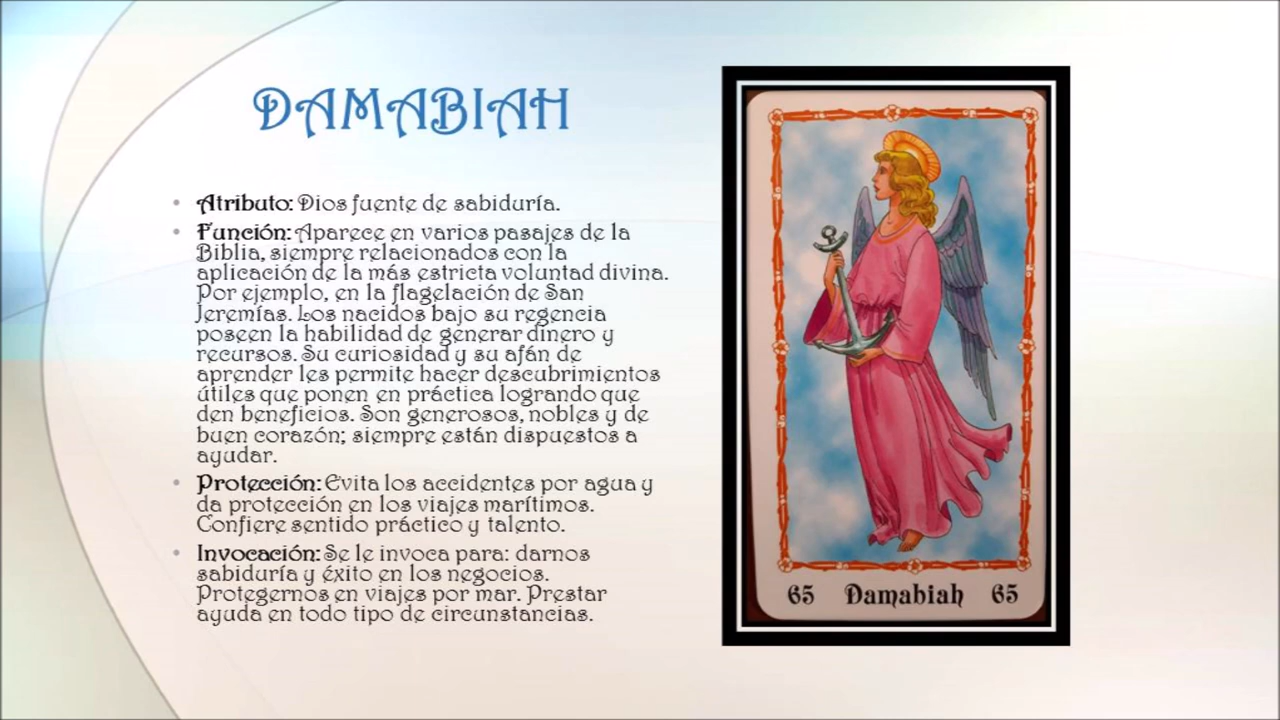 DAMABIAH
• Atributo: Dios fuente de sabiduría.
• Función: Aparece en varios pasajes de la
Biblia, siempre relacionados con la
aplicación de la más estricta voluntad divina.
Por ejemplo, en la flagelación de San
Jeremías. Los nacidos bajo su regencia
poseen la habilidad de generar dinero y
recursos. Su curiosidad y su afán de
aprender les permite hacer descubrimientos
útiles que ponen en práctica logrando que
den beneficios. Son generosos, nobles y de
buen corazón; siempre están dispuestos a
ayudar.
• Protección: Evita los accidentes por agua y
da protección en los viajes marítimos.
Confiere sentido práctico y talento.
• Invocación: Se le invoca para: darnos
sabiduría y éxito en los negocios.
Protegernos en viajes por mar. Prestar
ayuda en todo tipo de circunstancias.
65 Damabiah 65